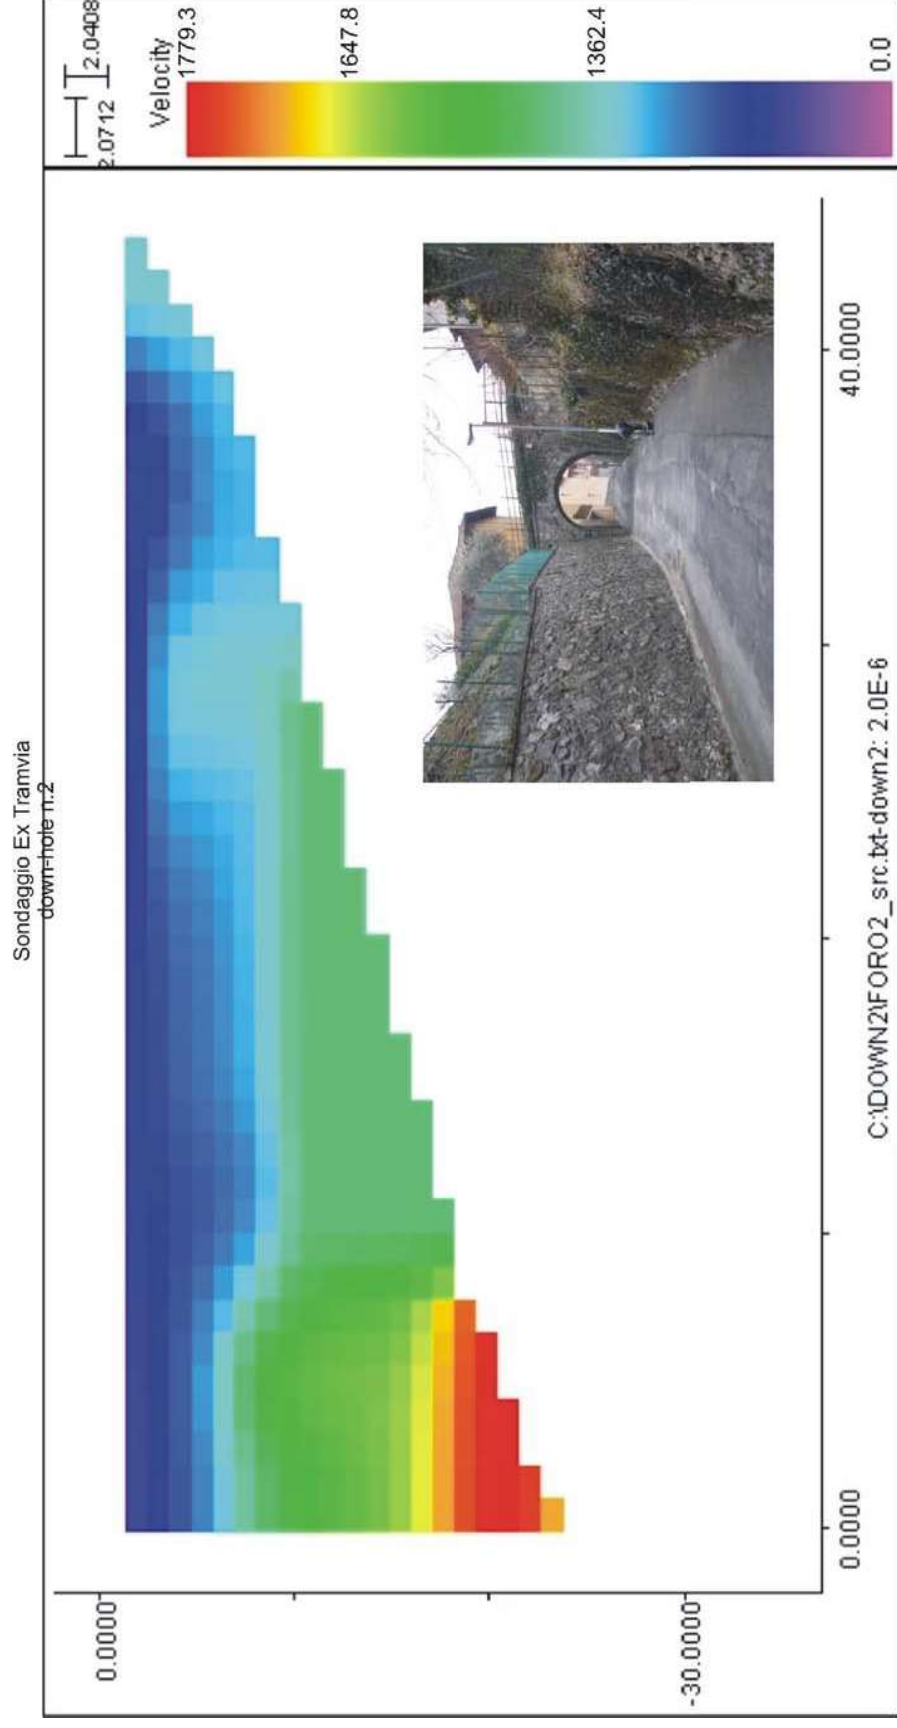 Sondaggio Ex Tramvia
down-hole n.2
2.0712
2.0408
Velocity
1779.3
1647.8
1362.4
0.0
0.0000
-30.0000
0.0000
40.0000
C:\DOWN2\FORO2_src.txt-down2: 2.0E-6